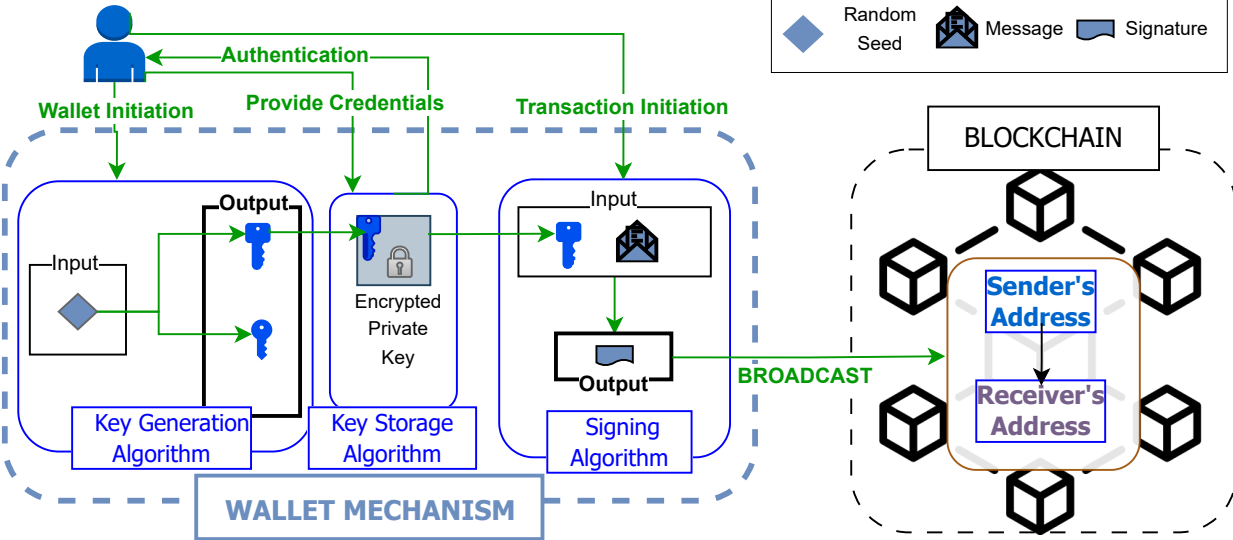 Random
Seed
Message
Signature
Authentication
Wallet Initiation
Provide Credentials
Transaction Initiation
BLOCKCHAIN
Output
Input
Input
Encrypted
Private
Key
Output
Sender's
Address
BROADCAST
Receiver's
Address
Key Generation
Algorithm
Key Storage
Algorithm
Signing
Algorithm
WALLET MECHANISM